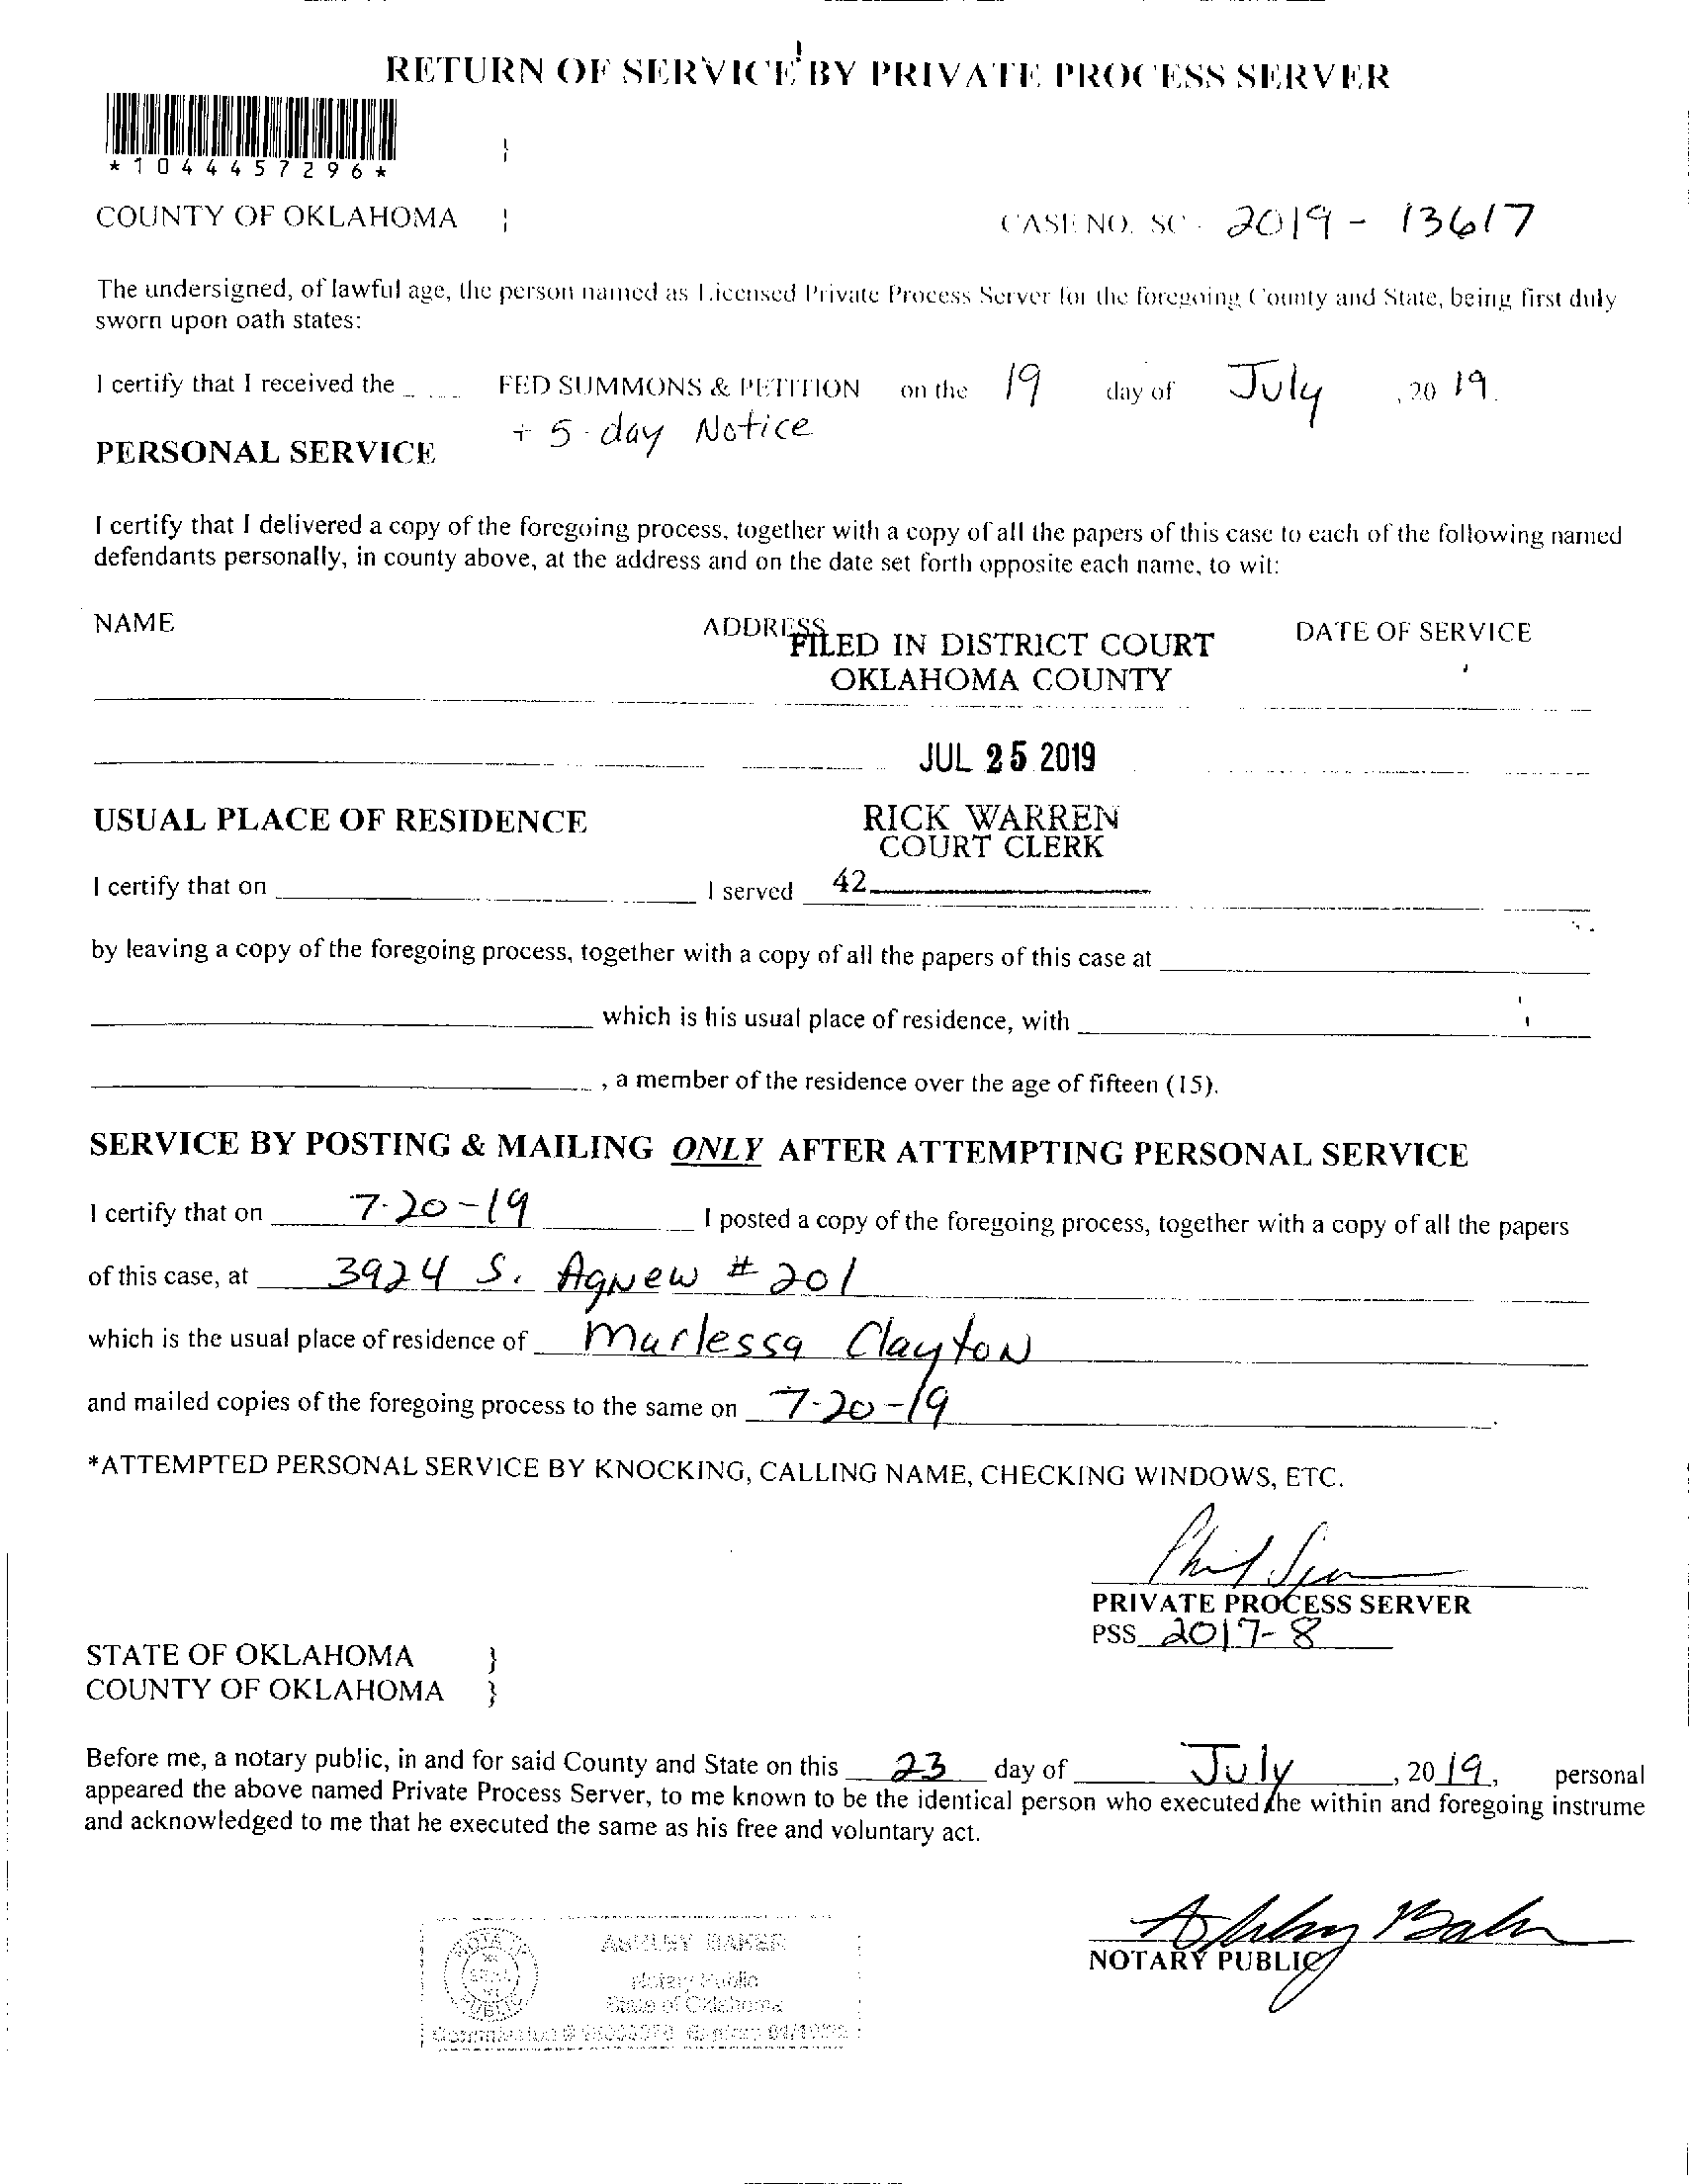 RETURN OF SERVICE BY PRIVATE PROCESS SERVER
*1044457296*
COUNTY OF OKLAHOMA
CASE NO. SC - 2019 - 13617
The undersigned, of lawful age, the person named as Licensed Private Process Server for the foregoing County and State, being first duly
sworn upon oath states:
I certify that I received the FED SUMMONS & PETITION on the 19 day of July , 20 19.
+ 5-day Notice
PERSONAL SERVICE
I certify that I delivered a copy of the foregoing process, together with a copy of all the papers of this case to each of the following named
defendants personally, in county above, at the address and on the date set forth opposite each name, to wit:
NAME ADDRESS DATE OF SERVICE
FILED IN DISTRICT COURT
OKLAHOMA COUNTY
JUL 25 2019
USUAL PLACE OF RESIDENCE
RICK WARREN
COURT CLERK
I certify that on I served 42
by leaving a copy of the foregoing process, together with a copy of all the papers of this case at
which is his usual place of residence, with
, a member of the residence over the age of fifteen (15).
SERVICE BY POSTING & MAILING ONLY AFTER ATTEMPTING PERSONAL SERVICE
I certify that on 7-20-19 I posted a copy of the foregoing process, together with a copy of all the papers
of this case, at 3924 S. Agnew # 201
which is the usual place of residence of Marlessa Clayton
and mailed copies of the foregoing process to the same on 7-20-19.
*ATTEMPTED PERSONAL SERVICE BY KNOCKING, CALLING NAME, CHECKING WINDOWS, ETC.
PRIVATE PROCESS SERVER
PSS 2017-8
STATE OF OKLAHOMA }
COUNTY OF OKLAHOMA }
Before me, a notary public, in and for said County and State on this 23 day of July , 20 19, personal
appeared the above named Private Process Server, to me known to be the identical person who executed the within and foregoing instrume
and acknowledged to me that he executed the same as his free and voluntary act.
Ashley Baker
NOTARY PUBLIC
ASHLEY BAKER
Notary Public
State of Oklahoma